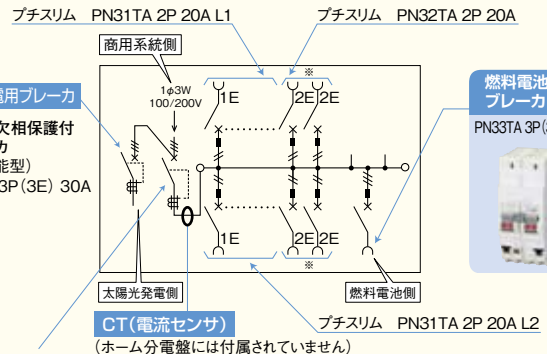 プチスリム PN31TA 2P 20A L1
プチスリム PN32TA 2P 20A
商用系統側
1φ3W
100/200V
※
1E
2E 2E
電用ブレーカ
欠相保護付
カ
能型)
3P(3E) 30A
燃料電池
ブレーカ
PN33TA 3P(
1E
2E 2E
※
太陽光発電側
燃料電池側
CT(電流センサ)
(ホーム分電盤には付属されていません)
プチスリム PN31TA 2P 20A L2